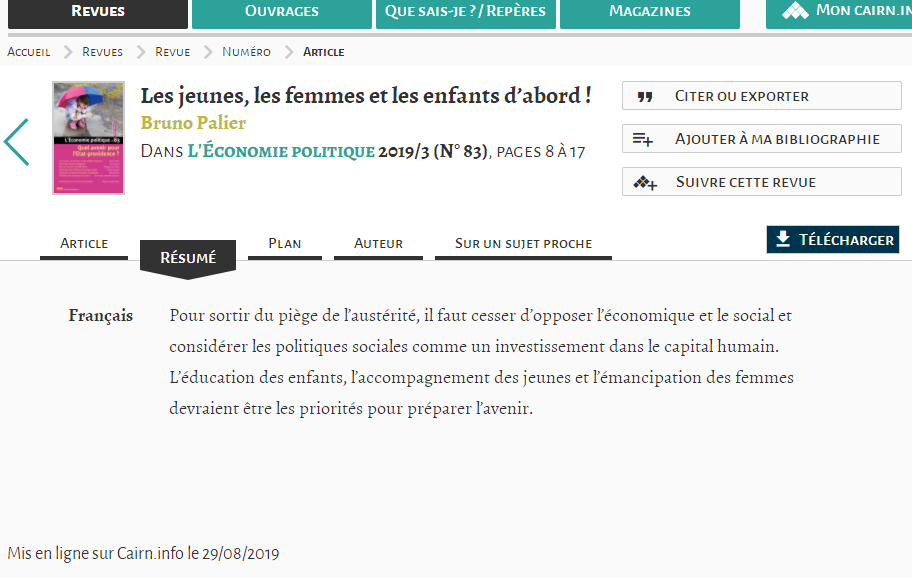 Revues
Ouvrages
Que sais-je ? / Repères
Magazines
Mon cairn.in
Accueil
Revues
Revue
Numéro
Article
Les jeunes, les femmes et les enfants d’abord !
Bruno Palier
Dans L’Économie politique 2019/3 (N° 83), pages 8 à 17
L'Économie politique - 83
Quel avenir pour
l'État-providence ?
Citer ou exporter
Ajouter à ma bibliographie
Suivre cette revue
Article
Résumé
Plan
Auteur
Sur un sujet proche
Télécharger
Français
Pour sortir du piège de l’austérité, il faut cesser d’opposer l’économique et le social et
considérer les politiques sociales comme un investissement dans le capital humain.
L’éducation des enfants, l’accompagnement des jeunes et l’émancipation des femmes
devraient être les priorités pour préparer l’avenir.
Mis en ligne sur Cairn.info le 29/08/2019